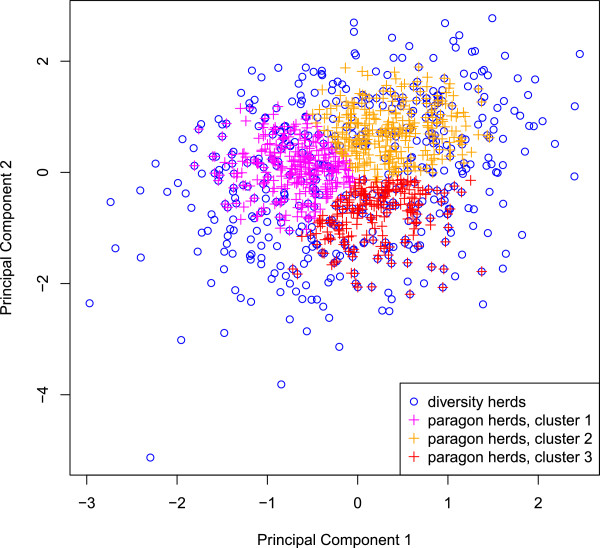 2
0
−2
−4
Principal Component 2
diversity herds
paragon herds, cluster 1
paragon herds, cluster 2
paragon herds, cluster 3
−3 −2 −1 0 1 2
Principal Component 1